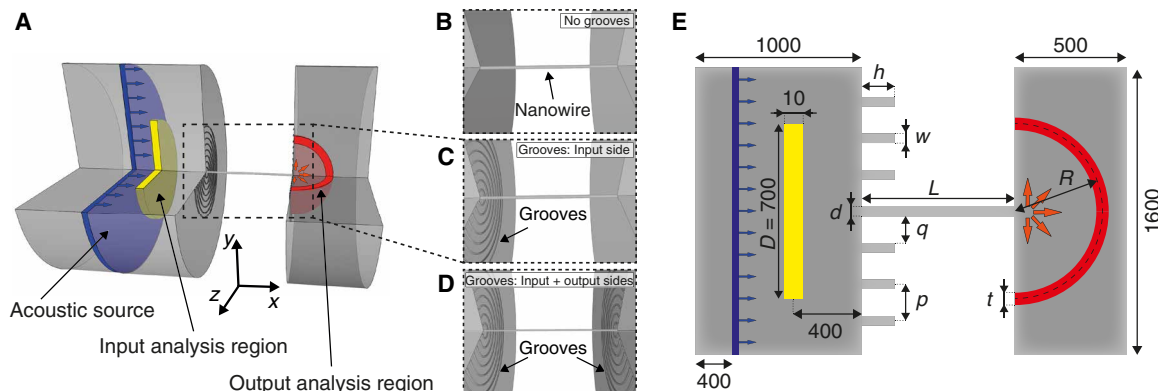 A
y
z
x
Acoustic source
Input analysis region
Output analysis region
B
No grooves
Nanowire
C
Grooves: Input side
Grooves
D
Grooves: Input + output sides
Grooves
E
1000
500
h
10
w
D = 700
L
R
d
q
1600
p
t
400
400